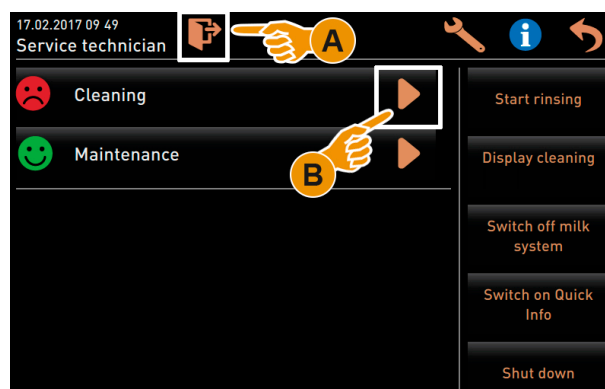 17.02.2017 09 49
Service technician
A
i
Cleaning
Start rinsing
Maintenance
Display cleaning
B
Switch off milk
system
Switch on Quick
Info
Shut down